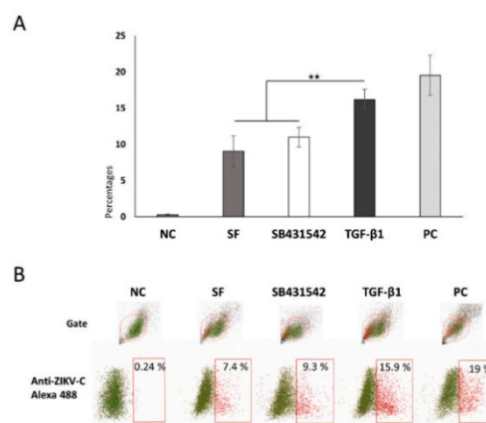 A
25
20
15
10
5
0
Percentages
**
NC SF SB431542 TGF-β1 PC
B
NC SF SB431542 TGF-β1 PC
Gate
0.24 % 7.4 % 9.3 % 15.9 % 19 %
Anti-ZIKV-C
Alexa 488